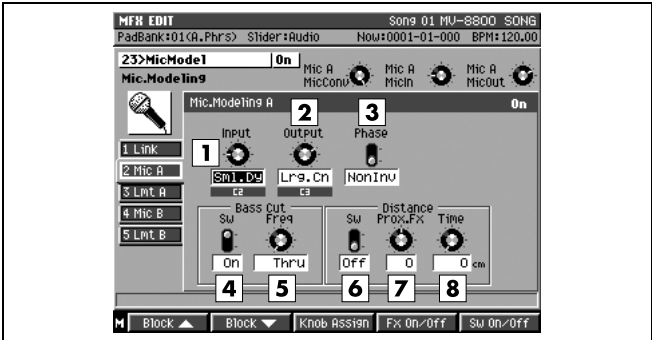 MFX EDIT Song 01 MV-8800 SONG
PadBank:01(A.Phrs) Slider:Audio Now:0001-01-000 BPM:120.00
23>MicModel On
Mic.Modeling
Mic A MicConv Mic A MicIn Mic A MicOut
Mic.Modeling A On
1 Link
2 Mic A
3 Lmt A
4 Mic B
5 Lmt B
2 3
Input Output Phase
1
Sml.Dy Lrg.Cn NonInv
C2 C3
Bass Cut Distance
Sw Freq Sw Prox.Fx Time
On Thru Off 0 0 cm
4 5 6 7 8
M Block ▲ Block ▼ Knob Assign Fx On/Off Sw On/Off